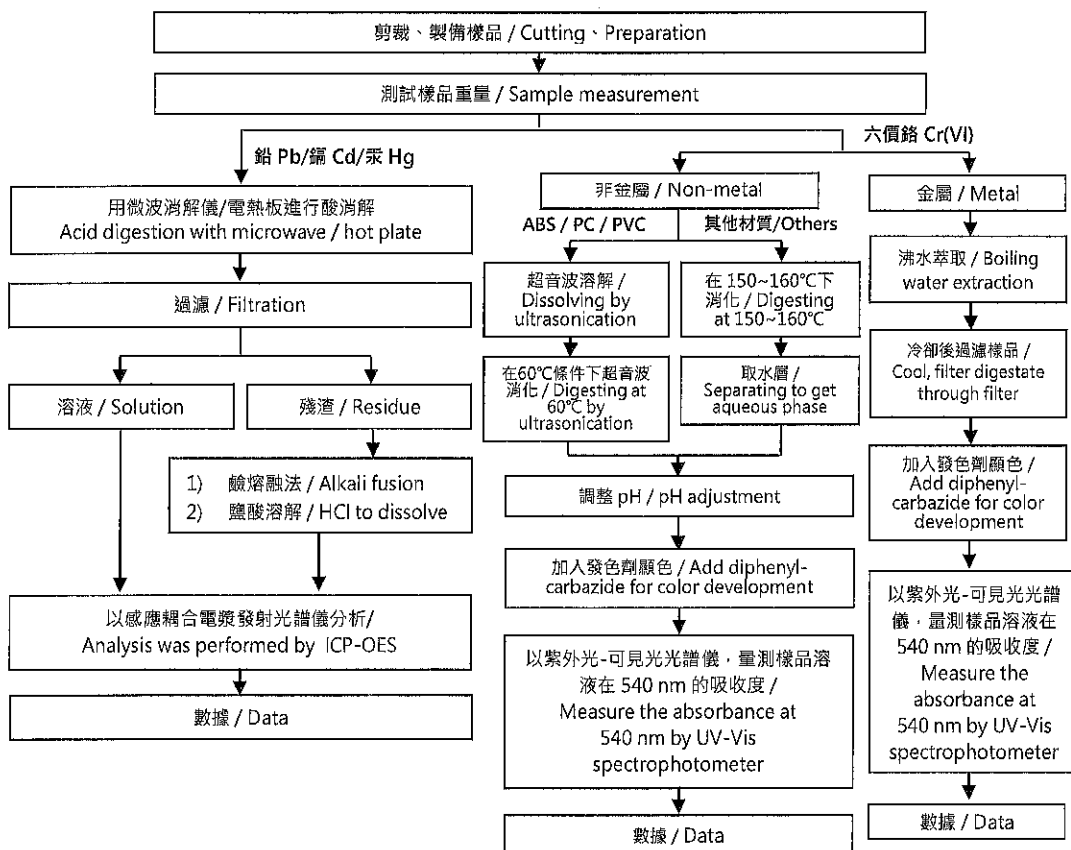 剪裁、製備樣品 / Cutting、Preparation
測試樣品重量 / Sample measurement
鉛 Pb/鎘 Cd/汞 Hg
六價鉻 Cr(VI)
用微波消解儀/電熱板進行酸消解
Acid digestion with microwave / hot plate
過濾 / Filtration
溶液 / Solution
殘渣 / Residue
1) 鹼熔融法 / Alkali fusion
2) 鹽酸溶解 / HCl to dissolve
以感應耦合電漿發射光譜儀分析/
Analysis was performed by ICP-OES
數據 / Data
非金屬 / Non-metal
ABS / PC / PVC
其他材質/Others
超音波溶解 /
Dissolving by
ultrasonication
在60℃條件下超音波
消化 / Digesting at
60℃ by
ultrasonication
在 150~160℃下
消化 / Digesting
at 150~160℃
取水層 /
Separating to get
aqueous phase
調整 pH / pH adjustment
加入發色劑顯色 / Add diphenyl-
carbazide for color development
以紫外光-可見光光譜儀，量測樣品溶
液在 540 nm 的吸收度 /
Measure the absorbance at
540 nm by UV-Vis
spectrophotometer
數據 / Data
金屬 / Metal
沸水萃取 / Boiling
water extraction
冷卻後過濾樣品 /
Cool, filter digestate
through filter
加入發色劑顯色 /
Add diphenyl-
carbazide for color
development
以紫外光-可見光光譜
儀，量測樣品溶液在
540 nm 的吸收度 /
Measure the
absorbance at
540 nm by UV-Vis
spectrophotometer
數據 / Data